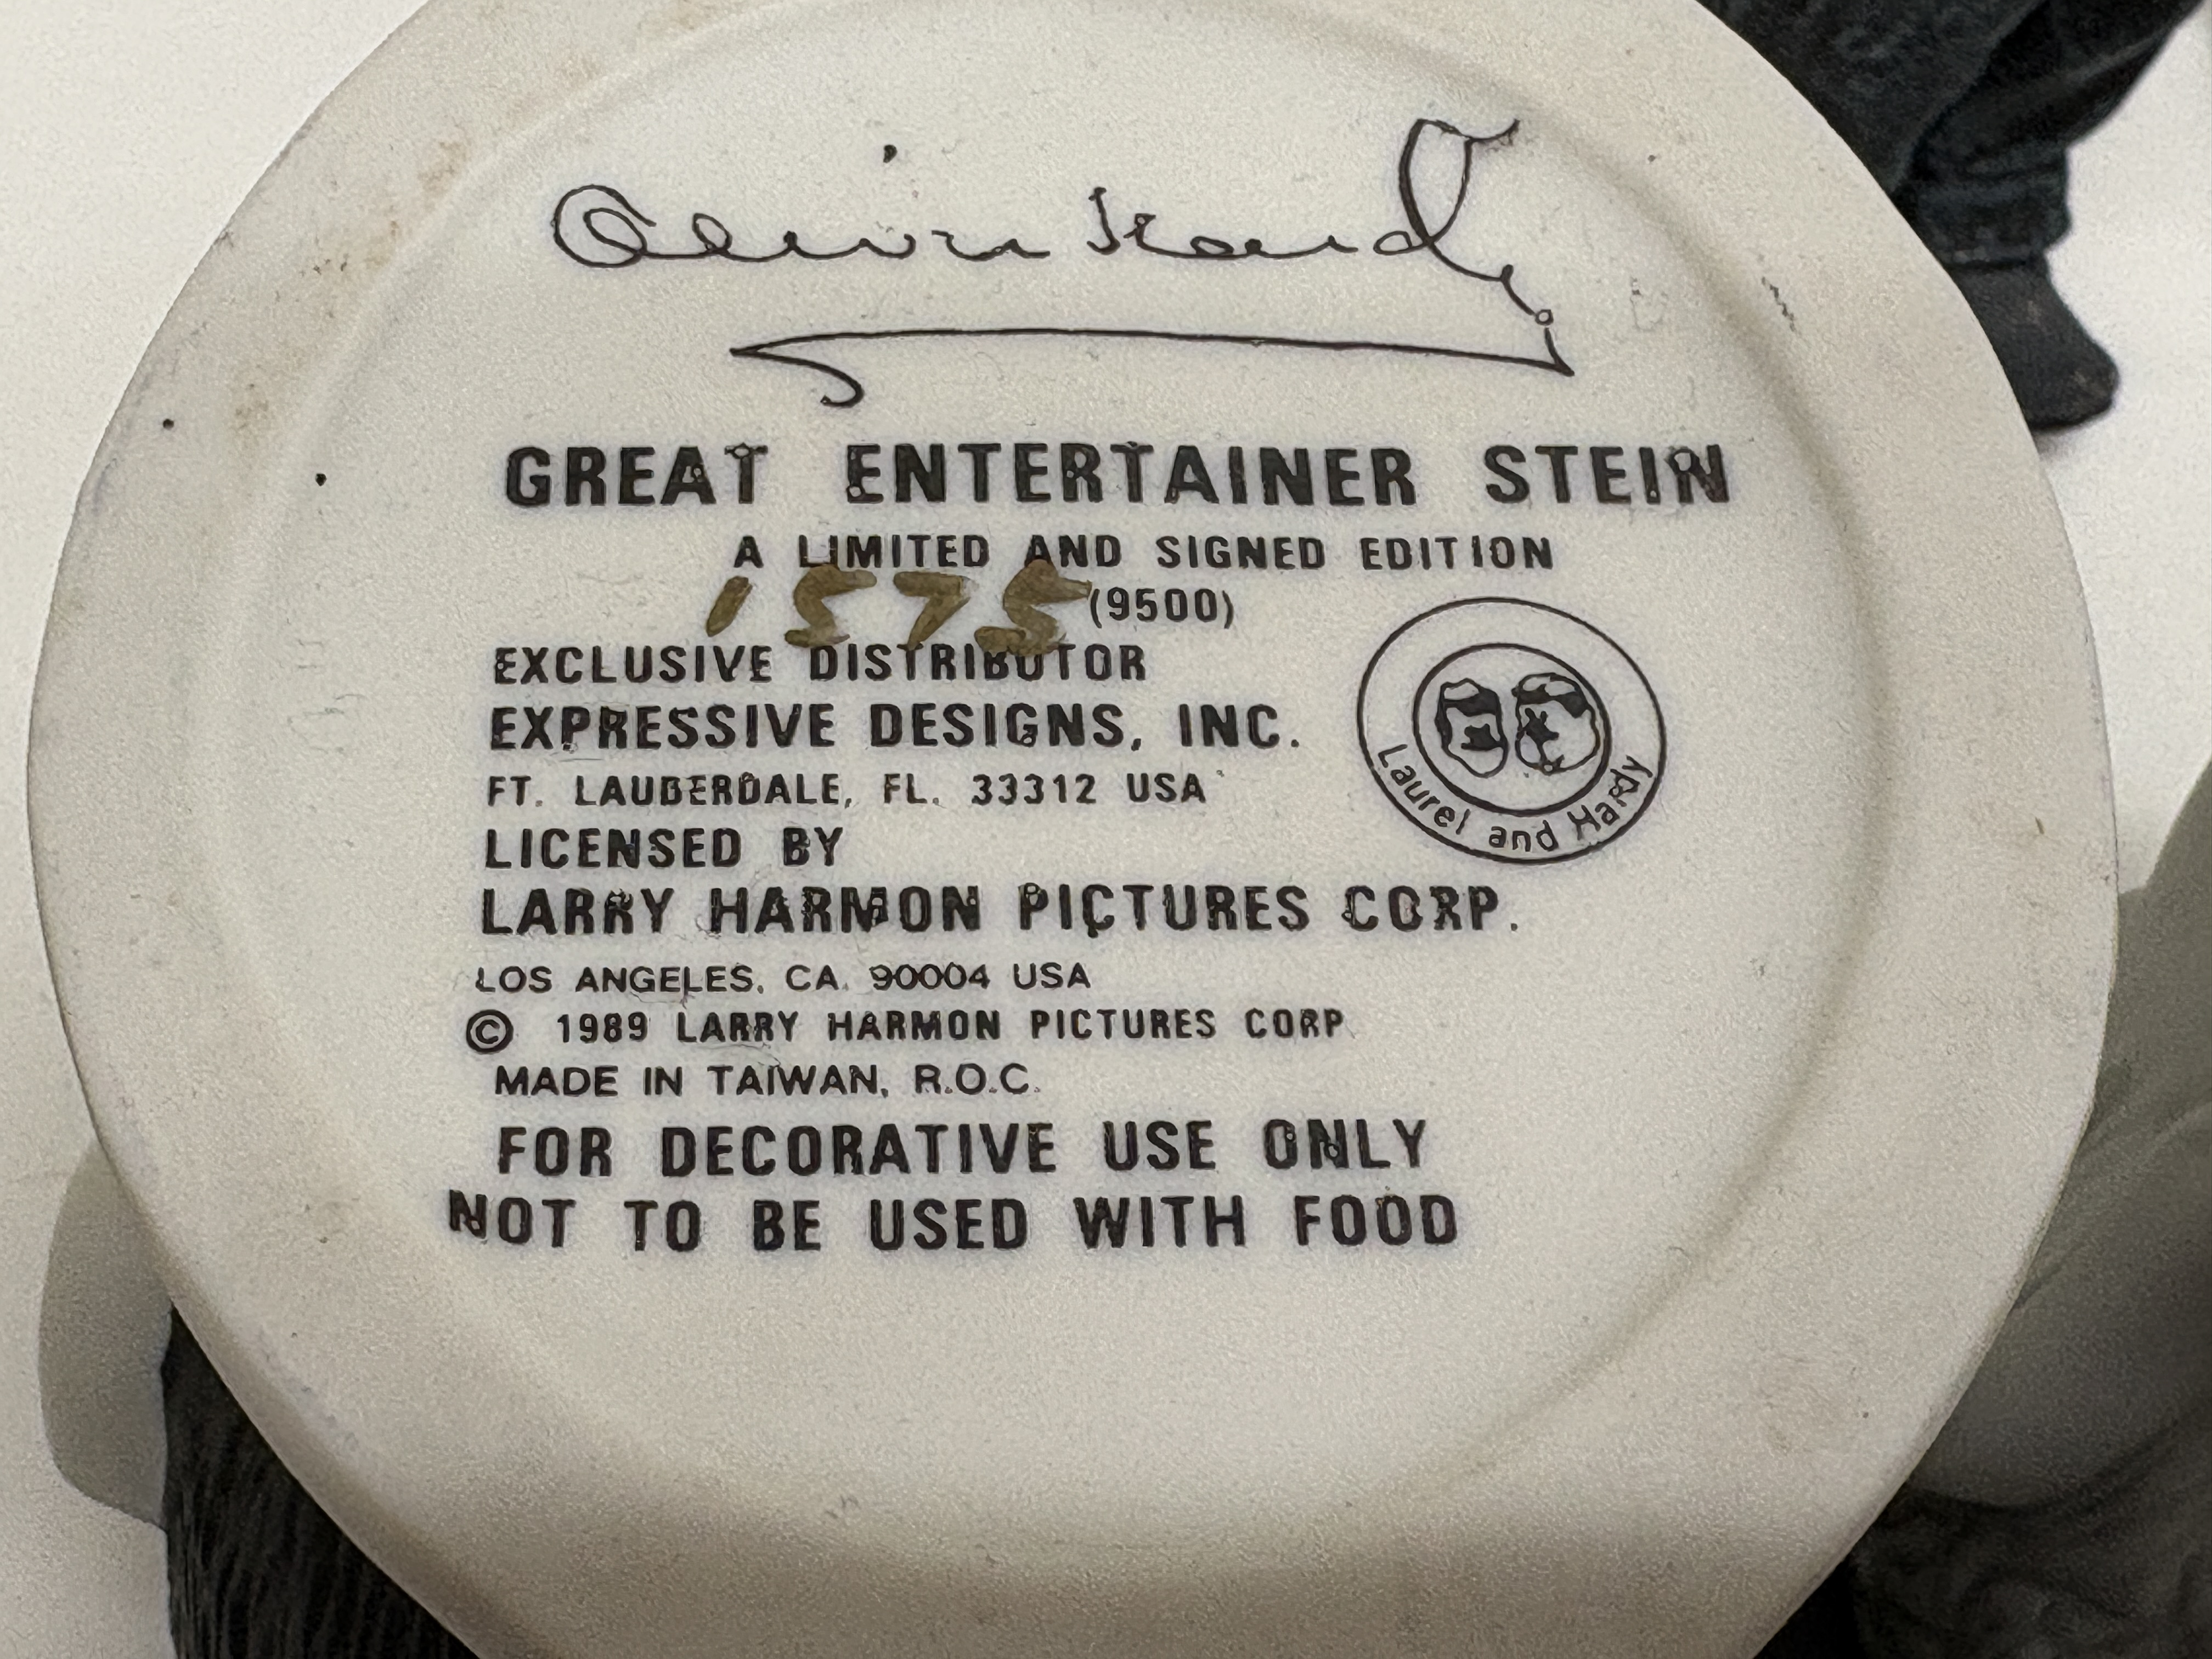 Oliver Hardy
GREAT ENTERTAINER STEIN
A LIMITED AND SIGNED EDITION
1575 (9500)
EXCLUSIVE DISTRIBUTOR
EXPRESSIVE DESIGNS, INC.
FT. LAUDERDALE, FL. 33312 USA
Laurel and Hardy
LICENSED BY
LARRY HARMON PICTURES CORP.
LOS ANGELES, CA. 90004 USA
© 1989 LARRY HARMON PICTURES CORP.
MADE IN TAIWAN, R.O.C.
FOR DECORATIVE USE ONLY
NOT TO BE USED WITH FOOD